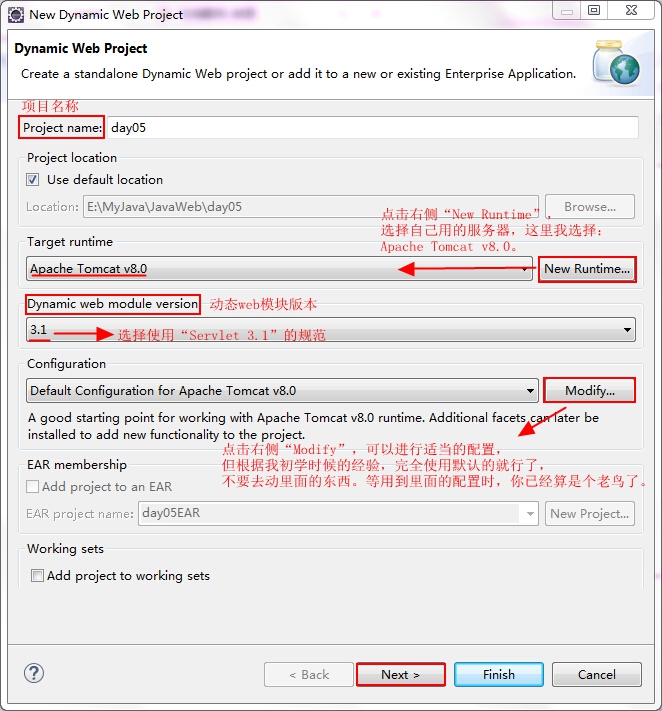 New Dynamic Web Project
Dynamic Web Project
Create a standalone Dynamic Web project or add it to a new or existing Enterprise Application.
项目名称
Project name: day05
Project location
Use default location
Location: E:\MyJava\JavaWeb\day05 Browse...
点击右侧“New Runtime”，
选择自己用的服务器，这里我选择：
Apache Tomcat v8.0。
Target runtime
Apache Tomcat v8.0 New Runtime...
Dynamic web module version 动态web模块版本
3.1 选择使用“Servlet 3.1”的规范
Configuration
Default Configuration for Apache Tomcat v8.0 Modify...
A good starting point for working with Apache Tomcat v8.0 runtime. Additional facets can later be
installed to add new functionality to the project.
点击右侧“Modify”，可以进行适当的配置，
但根据我初学时候的经验，完全使用默认的就行了，
不要去动里面的东西。等用到里面的配置时，你已经算是个老鸟了。
EAR membership
Add project to an EAR
EAR project name: day05EAR New Project...
Working sets
Add project to working sets
? < Back Next > Finish Cancel